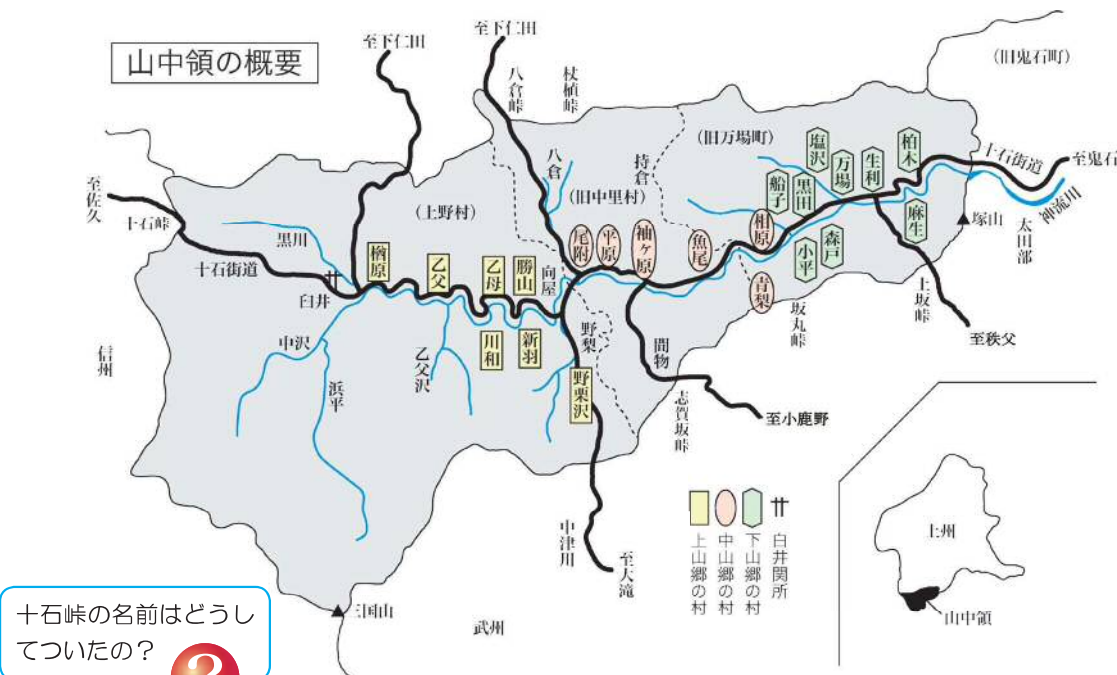 山中領の概要
至下仁田
至下仁田
八倉峠
杖植峠
(旧鬼石町)
(旧万場町)
持倉
八倉
(旧中里村)
(上野村)
塩沢
万場
生利
柏木
船子
黒田
十石街道
至鬼石
神流川
太田部
塚山
麻生
森戸
小平
相原
魚尾
袖ヶ原
平原
尾附
青梨
坂丸峠
土坂峠
至秩父
至佐久
十石峠
黒川
十石街道
白井
楢原
乙父
乙母
勝山
向屋
川和
新羽
野梨
野栗沢
間物
志賀坂峠
至小鹿野
中沢
浜平
乙父沢
信州
中津川
至大滝
三国山
武州
白井関所
下山郷の村
中山郷の村
上山郷の村
上州
山中領
十石峠の名前はどうし
てついたの?
?